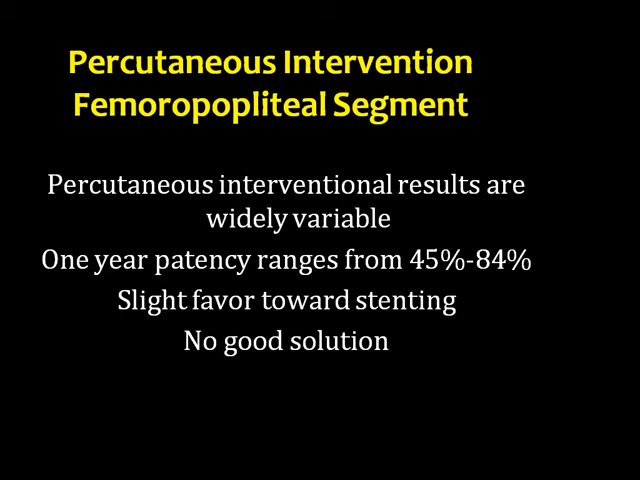 Percutaneous Intervention
Femoropopliteal Segment
Percutaneous interventional results are
widely variable
One year patency ranges from 45%-84%
Slight favor toward stenting
No good solution